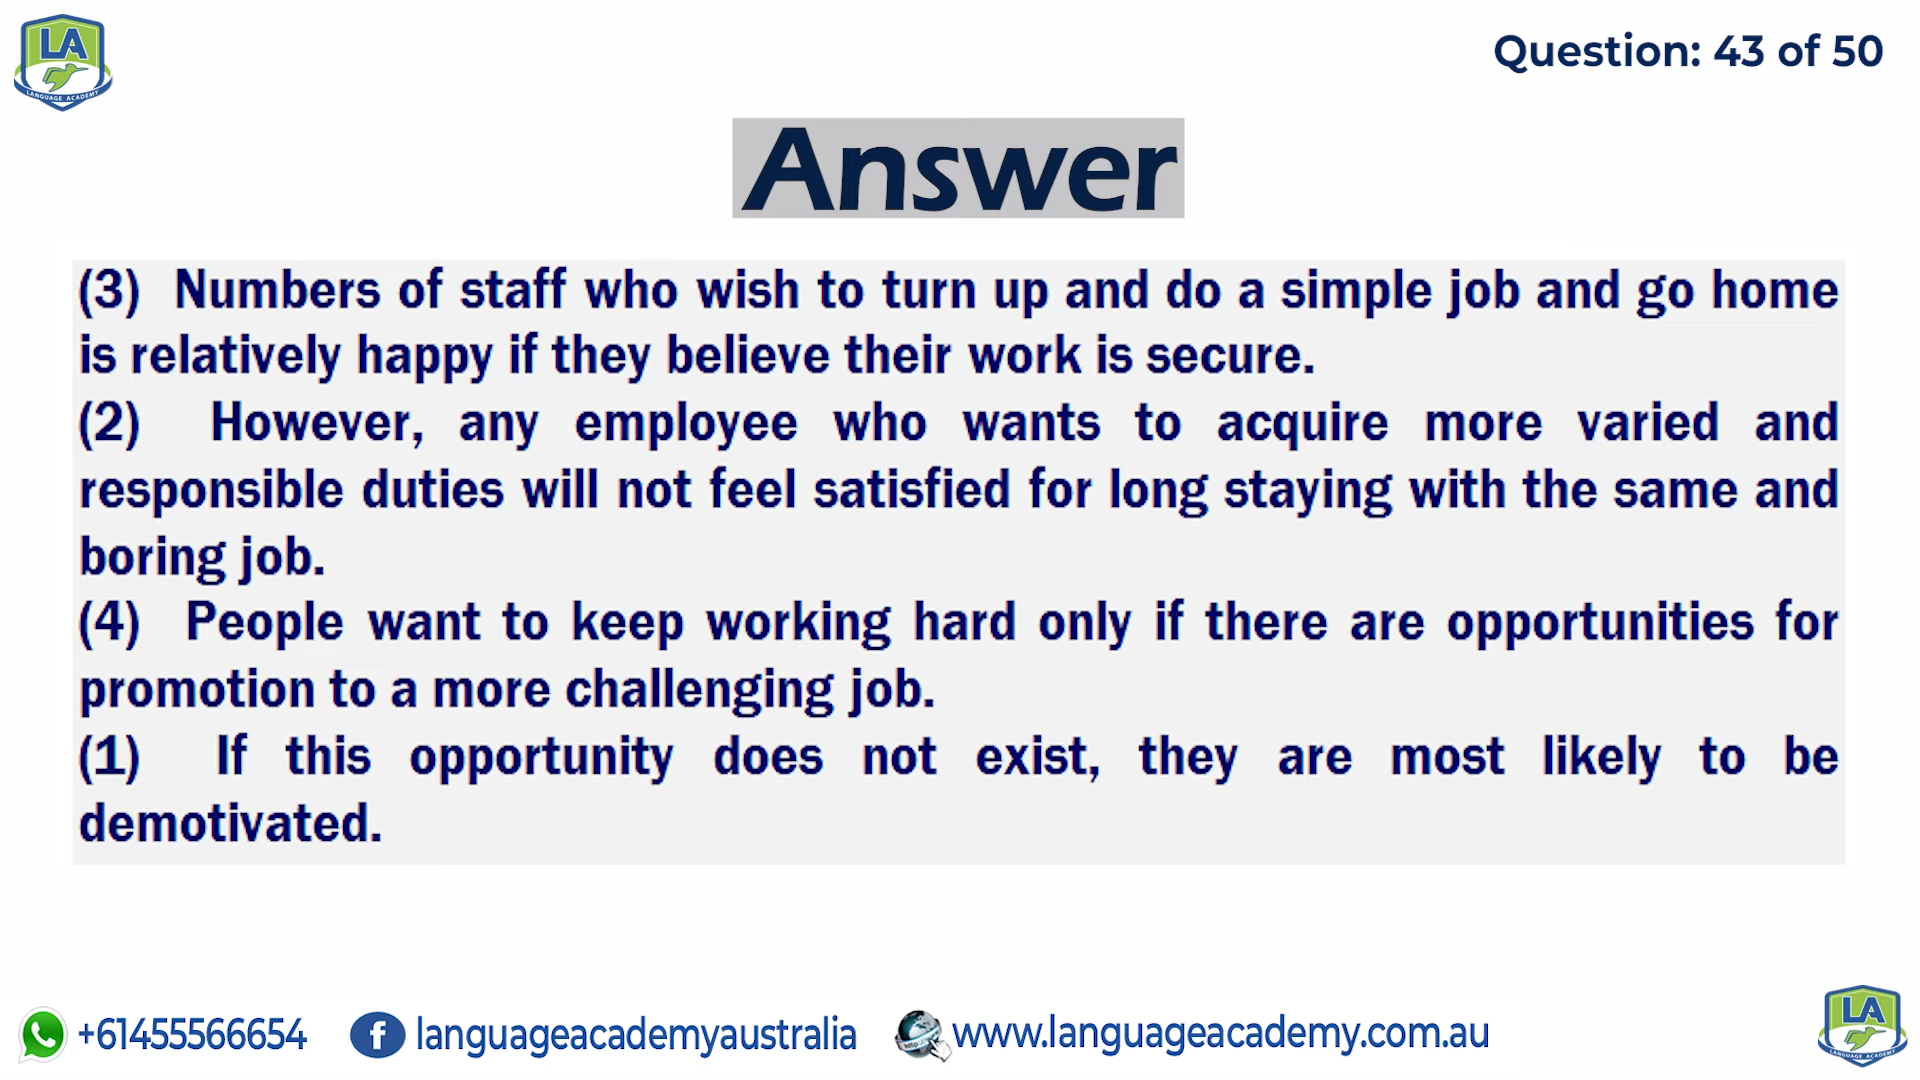 LA
LANGUAGE ACADEMY
Question: 43 of 50
Answer
(3) Numbers of staff who wish to turn up and do a simple job and go home
is relatively happy if they believe their work is secure.
(2) However, any employee who wants to acquire more varied and
responsible duties will not feel satisfied for long staying with the same and
boring job.
(4) People want to keep working hard only if there are opportunities for
promotion to a more challenging job.
(1) If this opportunity does not exist, they are most likely to be
demotivated.
+61455566654 f languageacademyaustralia www.languageacademy.com.au
LA
LANGUAGE ACADEMY